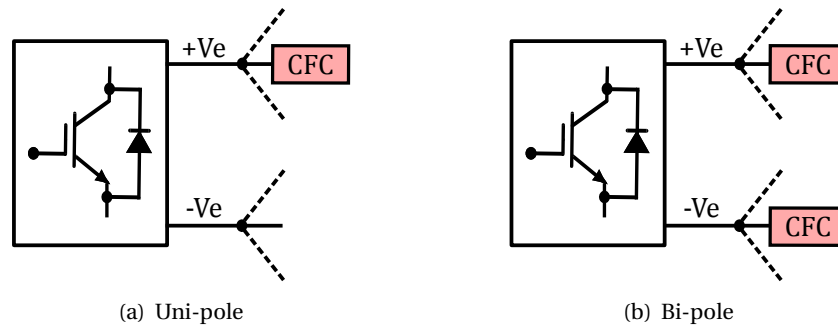 +Ve
CFC
-Ve
(a) Uni-pole
+Ve
CFC
-Ve
CFC
(b) Bi-pole